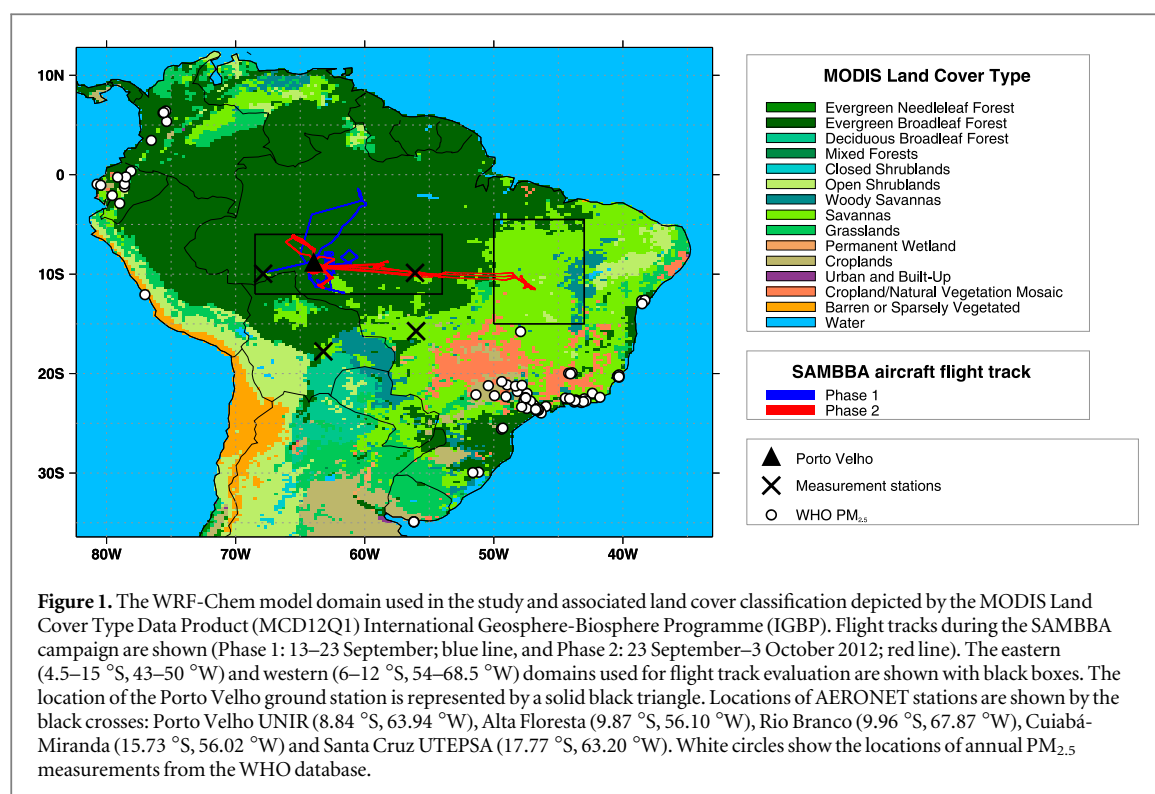 10N
0
10S
20S
30S
80W 70W 60W 50W 40W
MODIS Land Cover Type
Evergreen Needleleaf Forest
Evergreen Broadleaf Forest
Deciduous Broadleaf Forest
Mixed Forests
Closed Shrublands
Open Shrublands
Woody Savannas
Savannas
Grasslands
Permanent Wetland
Croplands
Urban and Built-Up
Cropland/Natural Vegetation Mosaic
Barren or Sparsely Vegetated
Water
SAMBBA aircraft flight track
Phase 1
Phase 2
Porto Velho
Measurement stations
WHO PM2.5
Figure 1. The WRF-Chem model domain used in the study and associated land cover classification depicted by the MODIS Land
Cover Type Data Product (MCD12Q1) International Geosphere-Biosphere Programme (IGBP). Flight tracks during the SAMBBA
campaign are shown (Phase 1: 13–23 September; blue line, and Phase 2: 23 September–3 October 2012; red line). The eastern
(4.5–15 °S, 43–50 °W) and western (6–12 °S, 54–68.5 °W) domains used for flight track evaluation are shown with black boxes. The
location of the Porto Velho ground station is represented by a solid black triangle. Locations of AERONET stations are shown by the
black crosses: Porto Velho UNIR (8.84 °S, 63.94 °W), Alta Floresta (9.87 °S, 56.10 °W), Rio Branco (9.96 °S, 67.87 °W), Cuiabá-
Miranda (15.73 °S, 56.02 °W) and Santa Cruz UTEPSA (17.77 °S, 63.20 °W). White circles show the locations of annual PM2.5
measurements from the WHO database.